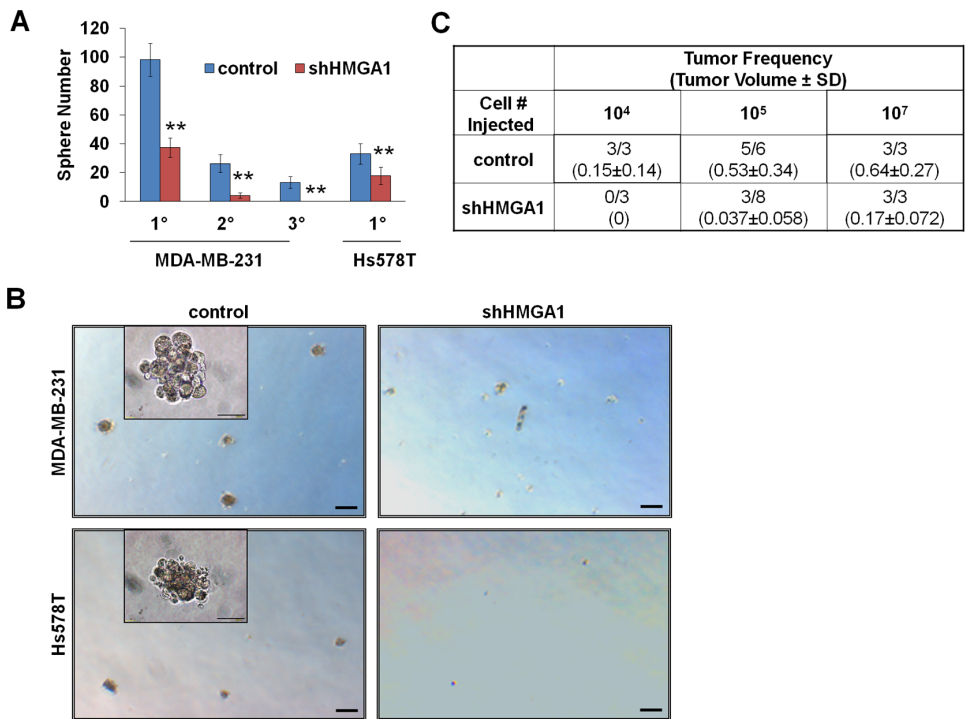 A
120
100
80
60
40
20
0
Sphere Number
control
shHMGA1
**
**
**
**
1°
2°
3°
1°
MDA-MB-231
Hs578T
C
Tumor Frequency
(Tumor Volume ± SD)
Cell #
Injected
10⁴
10⁵
10⁷
control
3/3
(0.15±0.14)
5/6
(0.53±0.34)
3/3
(0.64±0.27)
shHMGA1
0/3
(0)
3/8
(0.037±0.058)
3/3
(0.17±0.072)
B
control
shHMGA1
MDA-MB-231
Hs578T